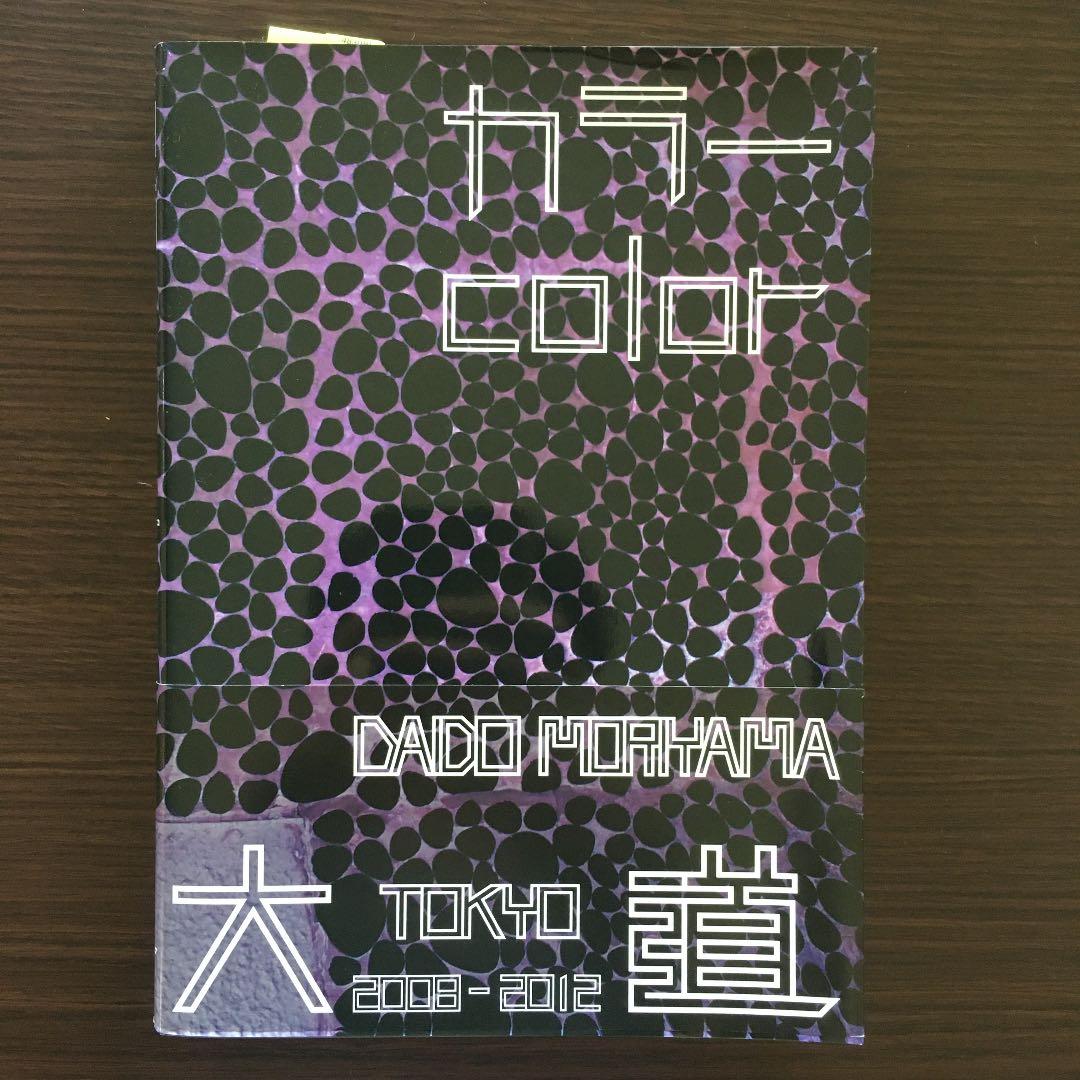 カラー
color
DAIDO MORIYAMA
大 TOKYO 道
2008-2012